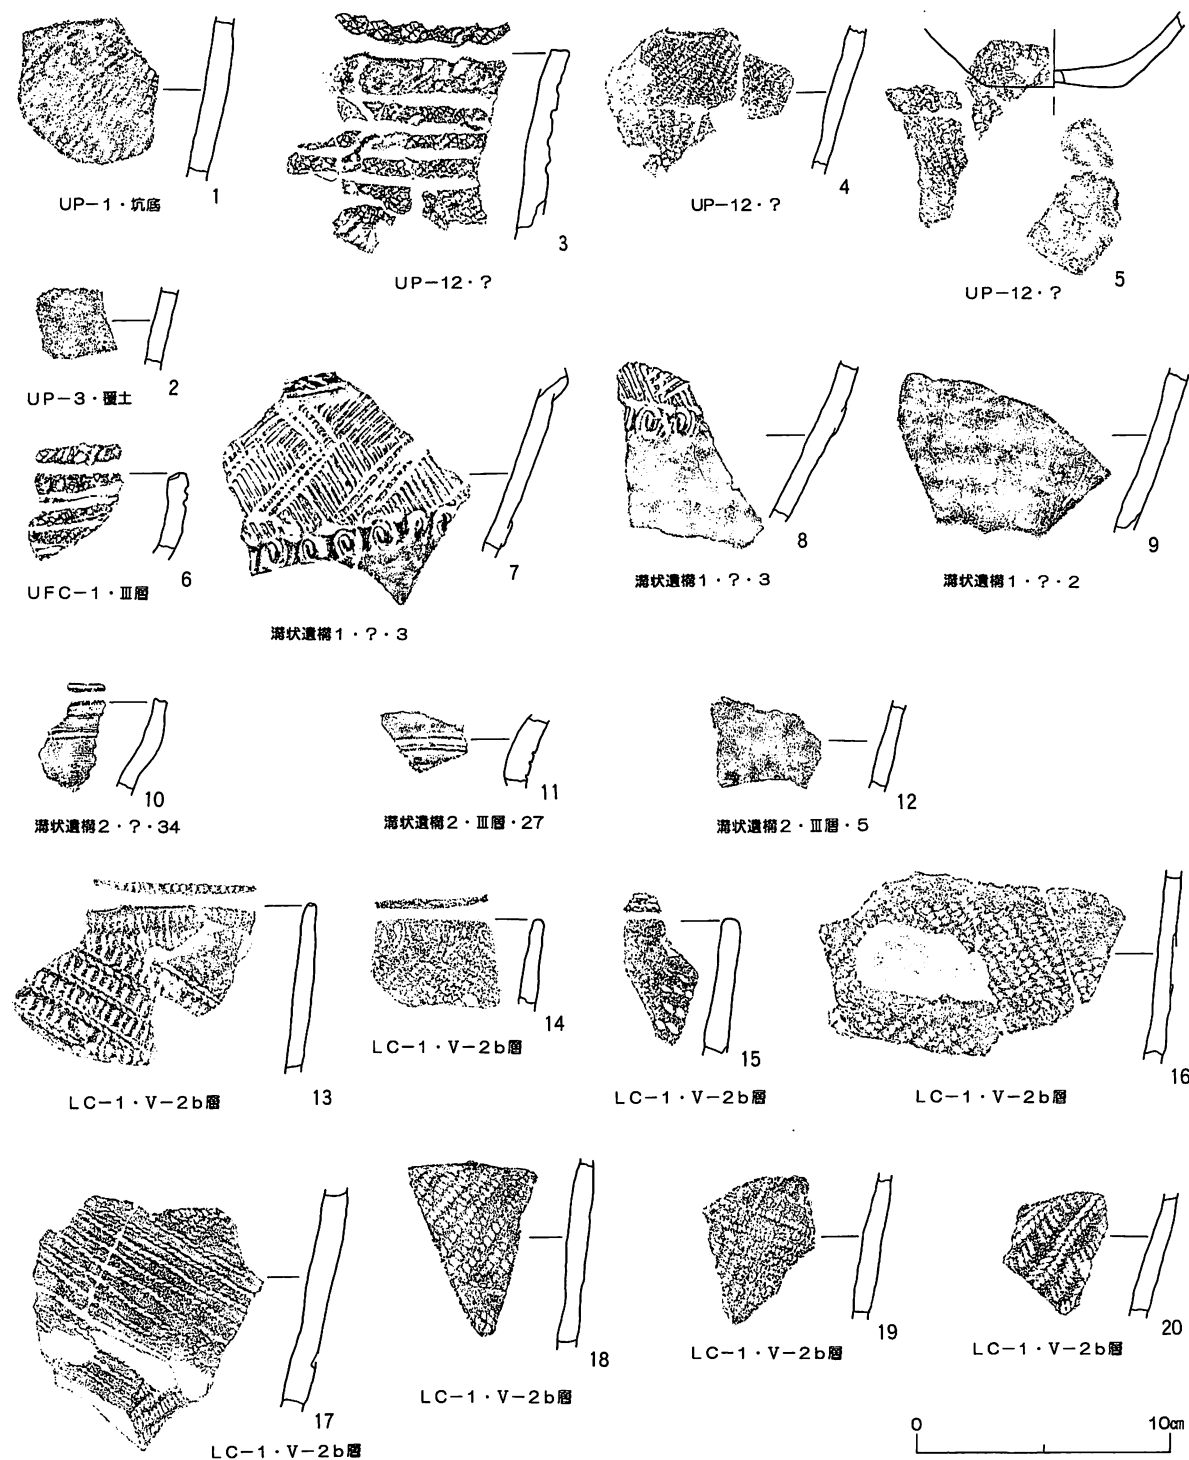 1
UP-1・坑底
3
UP-12・?
4
UP-12・?
5
UP-12・?
2
UP-3・覆土
6
UFC-1・Ⅲ層
7
溝状遺構1・?・3
8
溝状遺構1・?・3
9
溝状遺構1・?・2
10
溝状遺構2・?・34
11
溝状遺構2・Ⅲ層・27
12
溝状遺構2・Ⅲ層・5
13
LC-1・V-2b層
14
LC-1・V-2b層
15
LC-1・V-2b層
16
LC-1・V-2b層
17
LC-1・V-2b層
18
LC-1・V-2b層
19
LC-1・V-2b層
20
LC-1・V-2b層
0 10cm